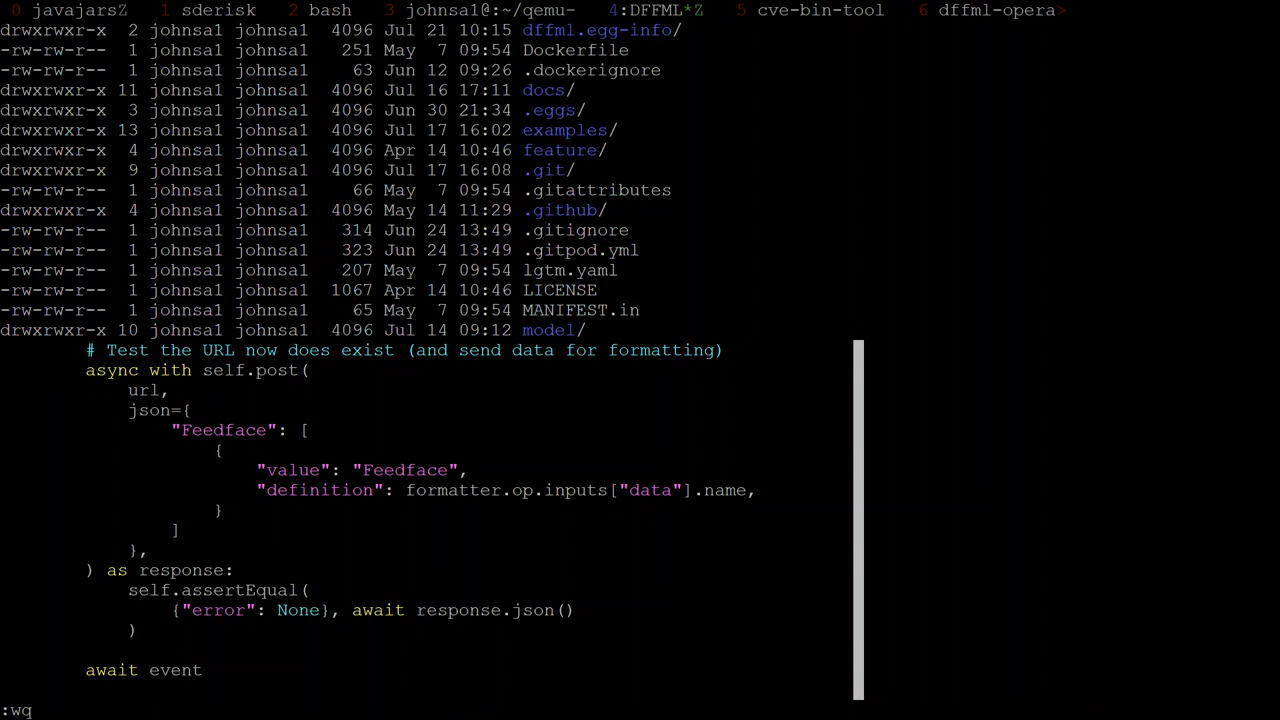 0 javajarsZ 1 sderisk 2 bash 3 johnsa1@:~/qemu- 4:DFFML*Z 5 cve-bin-tool 6 dffml-opera>
drwxrwxr-x 2 johnsa1 johnsa1 4096 Jul 21 10:15 dffml.egg-info/
-rw-rw-r-- 1 johnsa1 johnsa1 251 May 7 09:54 Dockerfile
-rw-rw-r-- 1 johnsa1 johnsa1 63 Jun 12 09:26 .dockerignore
drwxrwxr-x 11 johnsa1 johnsa1 4096 Jul 16 17:11 docs/
drwxrwxr-x 3 johnsa1 johnsa1 4096 Jun 30 21:34 .eggs/
drwxrwxr-x 13 johnsa1 johnsa1 4096 Jul 17 16:02 examples/
drwxrwxr-x 4 johnsa1 johnsa1 4096 Apr 14 10:46 feature/
drwxrwxr-x 9 johnsa1 johnsa1 4096 Jul 17 16:08 .git/
-rw-rw-r-- 1 johnsa1 johnsa1 66 May 7 09:54 .gitattributes
drwxrwxr-x 4 johnsa1 johnsa1 4096 May 14 11:29 .github/
-rw-rw-r-- 1 johnsa1 johnsa1 314 Jun 24 13:49 .gitignore
-rw-rw-r-- 1 johnsa1 johnsa1 323 Jun 24 13:49 .gitpod.yml
-rw-rw-r-- 1 johnsa1 johnsa1 207 May 7 09:54 lgtm.yaml
-rw-rw-r-- 1 johnsa1 johnsa1 1067 Apr 14 10:46 LICENSE
-rw-rw-r-- 1 johnsa1 johnsa1 65 May 7 09:54 MANIFEST.in
drwxrwxr-x 10 johnsa1 johnsa1 4096 Jul 14 09:12 model/
# Test the URL now does exist (and send data for formatting)
async with self.post(
url,
json={
"Feedface": [
{
"value": "Feedface",
"definition": formatter.op.inputs["data"].name,
}
]
},
) as response:
self.assertEqual(
{"error": None}, await response.json()
)
await event
:wq